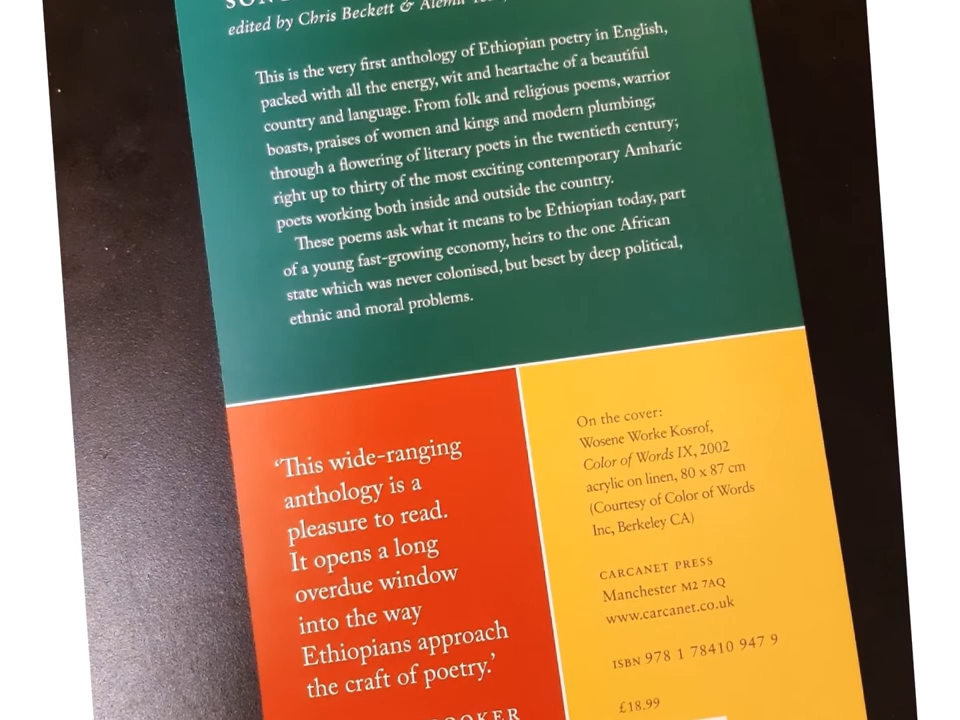 edited by Chris Beckett &
This is the very first anthology of Ethiopian poetry in English,
packed with all the energy, wit and heartache of a beautiful
country and language. From folk and religious poems, warrior
boasts, praises of women and kings and modern plumbing;
through a flowering of literary poets in the twentieth century;
right up to thirty of the most exciting contemporary Amharic
poets working both inside and outside the country.
These poems ask what it means to be Ethiopian today, part
of a young fast-growing economy, heirs to the one African
state which was never colonised, but beset by deep political,
ethnic and moral problems.
‘This wide-ranging
anthology is a
pleasure to read.
It opens a long
overdue window
into the way
Ethiopians approach
the craft of poetry.’
On the cover:
Wosene Worke Kosrof,
Color of Words IX, 2002
acrylic on linen, 80 x 87 cm
(Courtesy of Color of Words
Inc, Berkeley CA)
CARCANET PRESS
Manchester M2 7AQ
www.carcanet.co.uk
ISBN 978 1 78410 947 9
£18.99